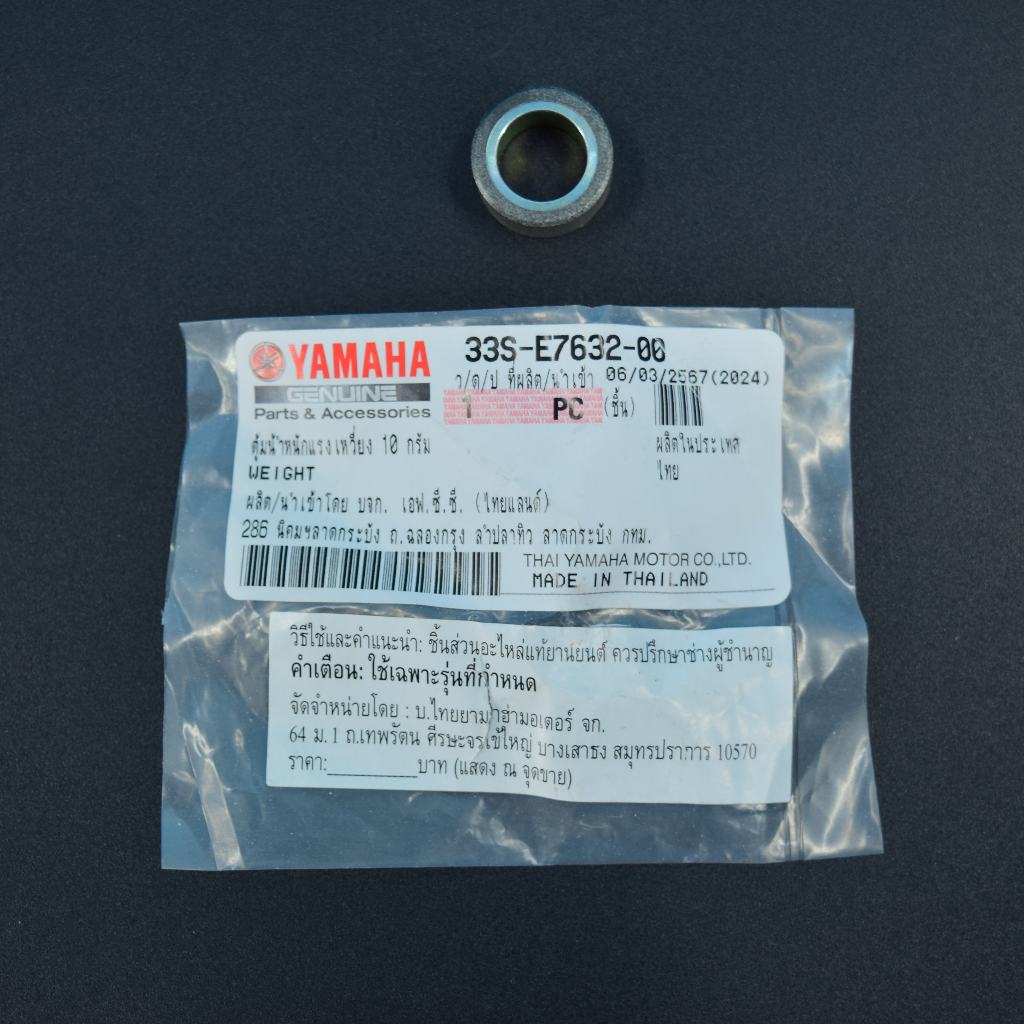 YAMAHA
GENUINE
Parts & Accessories
33S-E7632-00
ว/ด/ป ที่ผลิต/นำเข้า 06/03/2567(2024)
1 PC (ชิ้น)
ตุ้มน้ำหนักแรงเหวี่ยง 10 กรัม
WEIGHT
ผลิตในประเทศ
ไทย
ผลิต/นำเข้าโดย บจก. เอฟ.ซี.ซี. (ไทยแลนด์)
286 นิคมฯลาดกระบัง ถ.ฉลองกรุง ลำปลาทิว ลาดกระบัง กทม.
THAI YAMAHA MOTOR CO.,LTD.
MADE IN THAILAND
วิธีใช้และคำแนะนำ: ชิ้นส่วนอะไหล่แท้ยานยนต์ ควรปรึกษาช่างผู้ชำนาญ
คำเตือน: ใช้เฉพาะรุ่นที่กำหนด
จัดจำหน่ายโดย : บ.ไทยยามาฮ่ามอเตอร์ จก.
64 ม.1 ถ.เทพรัตน ศีรษะจรเข้ใหญ่ บางเสาธง สมุทรปราการ 10570
ราคา:__________บาท (แสดง ณ จุดขาย)